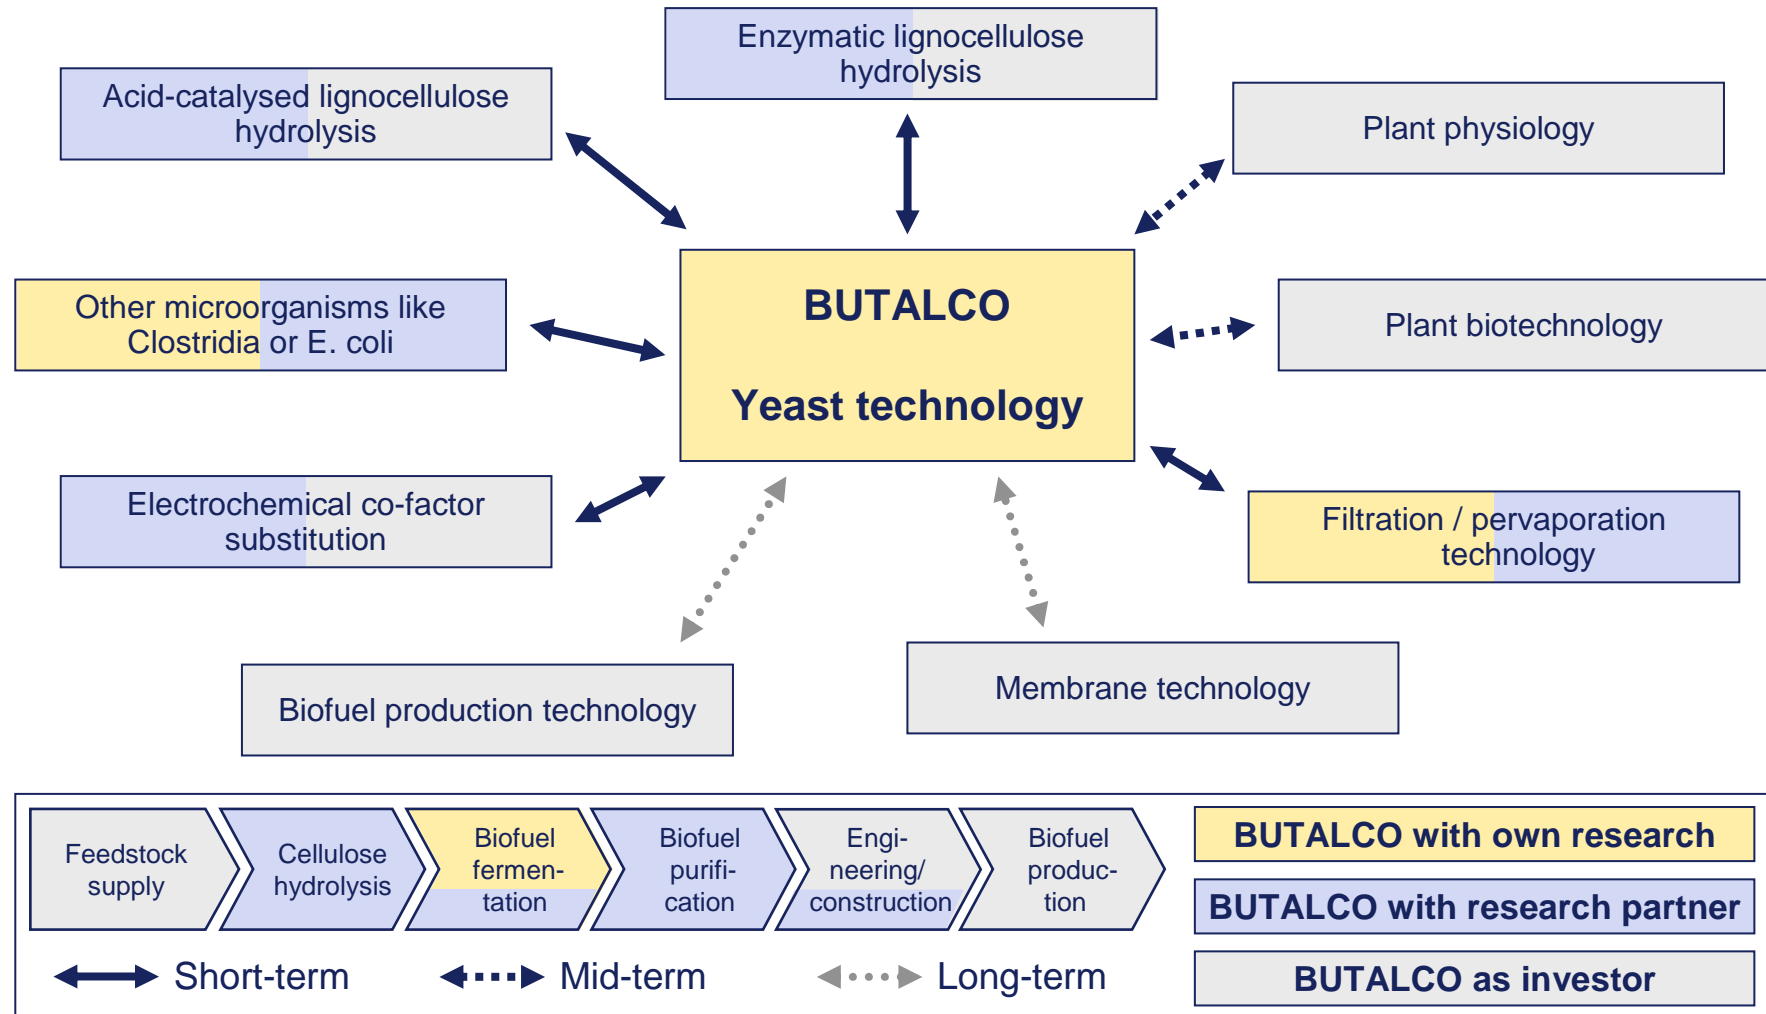 Enzymatic lignocellulose
hydrolysis
Acid-catalysed lignocellulose
hydrolysis
Plant physiology
Other microorganisms like
Clostridia or E. coli
BUTALCO
Yeast technology
Plant biotechnology
Electrochemical co-factor
substitution
Filtration / pervaporation
technology
Biofuel production technology
Membrane technology
Feedstock
supply
Cellulose
hydrolysis
Biofuel
fermen-
tation
Biofuel
purifi-
cation
Engi-
neering/
construction
Biofuel
produc-
tion
BUTALCO with own research
BUTALCO with research partner
BUTALCO as investor
Short-term
Mid-term
Long-term